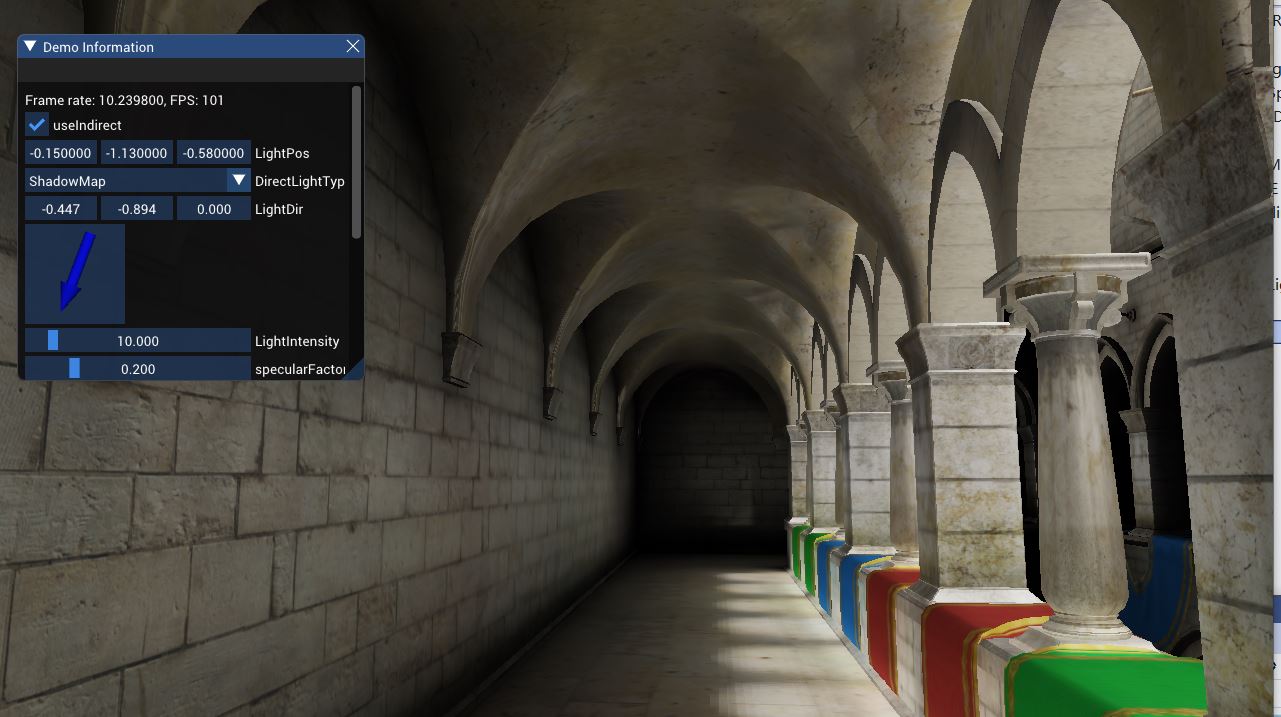 Demo Information
Frame rate: 10.239800, FPS: 101
useIndirect
-0.150000 -1.130000 -0.580000 LightPos
ShadowMap DirectLightTyp
-0.447 -0.894 0.000 LightDir
10.000 LightIntensity
0.200 specularFactor